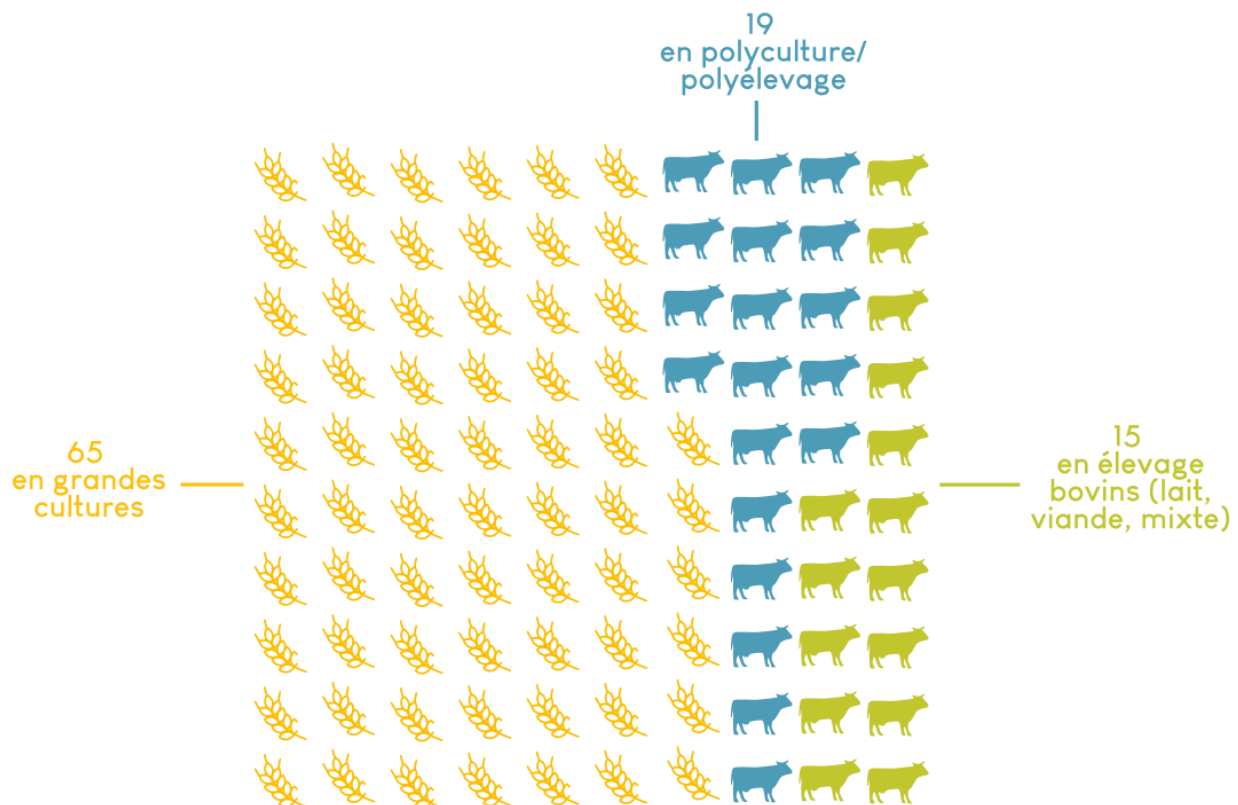 19
en polyculture/
polyélevage
65
en grandes
cultures
15
en élevage
bovins (lait,
viande, mixte)